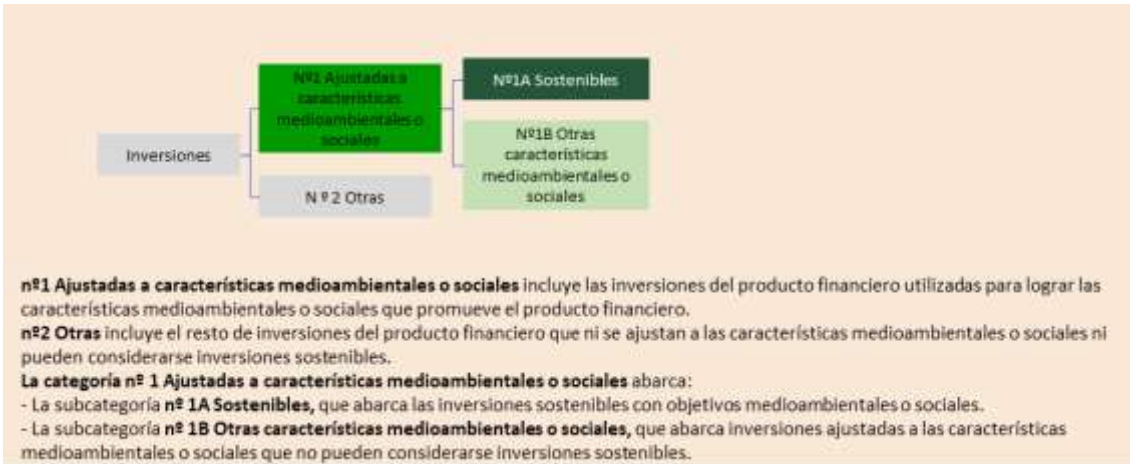 Nº1 Ajustadas a
características
medioambientales o
sociales
Nº1A Sostenibles
Nº1B Otras
características
medioambientales o
sociales
Inversiones
N º 2 Otras
nº1 Ajustadas a características medioambientales o sociales incluye las inversiones del producto financiero utilizadas para lograr las
características medioambientales o sociales que promueve el producto financiero.
nº2 Otras incluye el resto de inversiones del producto financiero que ni se ajustan a las características medioambientales o sociales ni
pueden considerarse inversiones sostenibles.
La categoría nº 1 Ajustadas a características medioambientales o sociales abarca:
- La subcategoría nº 1A Sostenibles, que abarca las inversiones sostenibles con objetivos medioambientales o sociales.
- La subcategoría nº 1B Otras características medioambientales o sociales, que abarca inversiones ajustadas a las características
medioambientales o sociales que no pueden considerarse inversiones sostenibles.